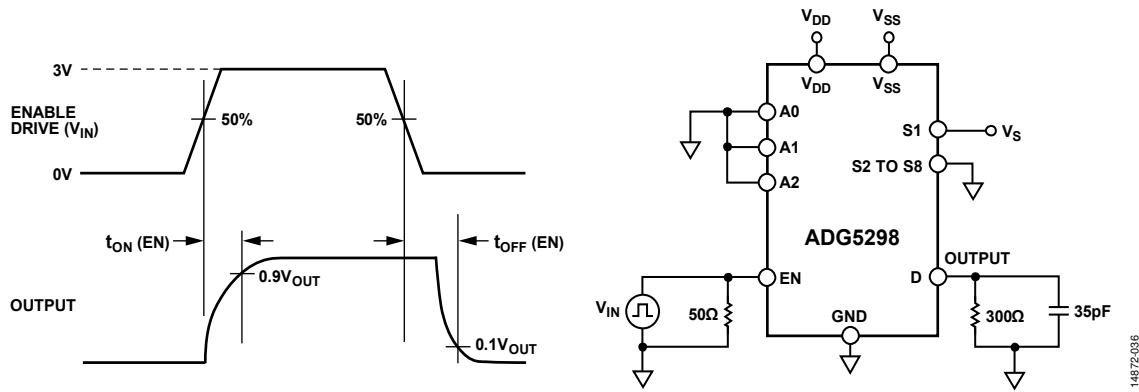 3V
ENABLE
DRIVE (VIN)
50%
50%
0V
tON (EN)
tOFF (EN)
0.9VOUT
OUTPUT
0.1VOUT
VDD
VSS
VDD
VSS
A0
A1
A2
S1
VS
S2 TO S8
ADG5298
OUTPUT
EN
D
VIN
50Ω
GND
300Ω
35pF
14872-036